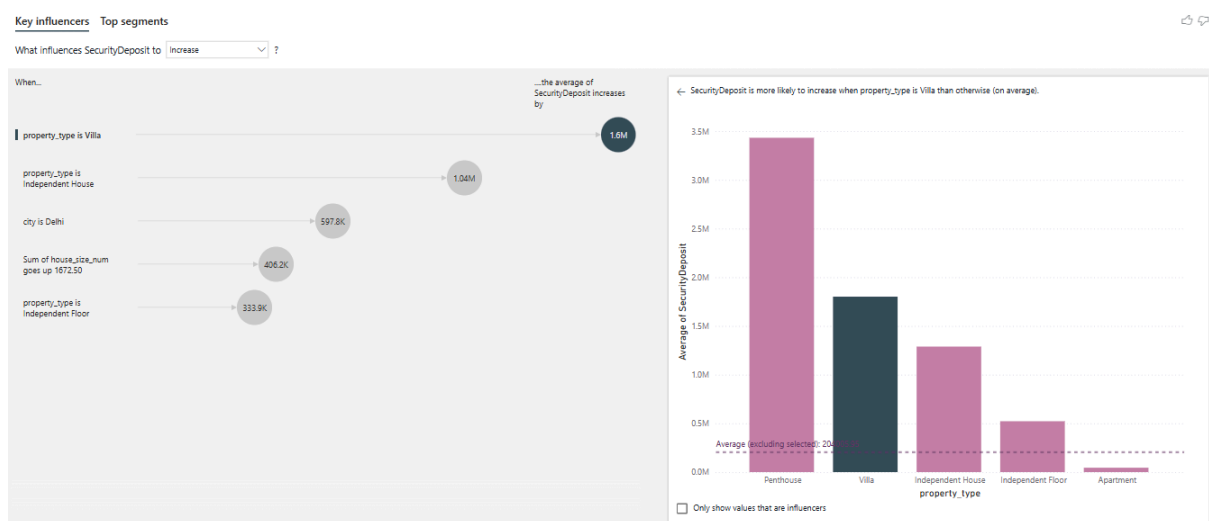 Key influencers Top segments
What influences SecurityDeposit to Increase ?
When...
....the average of
SecurityDeposit increases
by
property_type is Villa
1.6M
property_type is
Independent House
1.04M
city is Delhi
597.8K
Sum of house_size_num
goes up 1672.50
406.2K
property_type is
Independent Floor
333.9K
← SecurityDeposit is more likely to increase when property_type is Villa than otherwise (on average).
Average of SecurityDeposit
3.5M
3.0M
2.5M
2.0M
1.5M
1.0M
0.5M
0.0M
Average (excluding selected):
Penthouse Villa Independent House Independent Floor Apartment
property_type
Only show values that are influencers